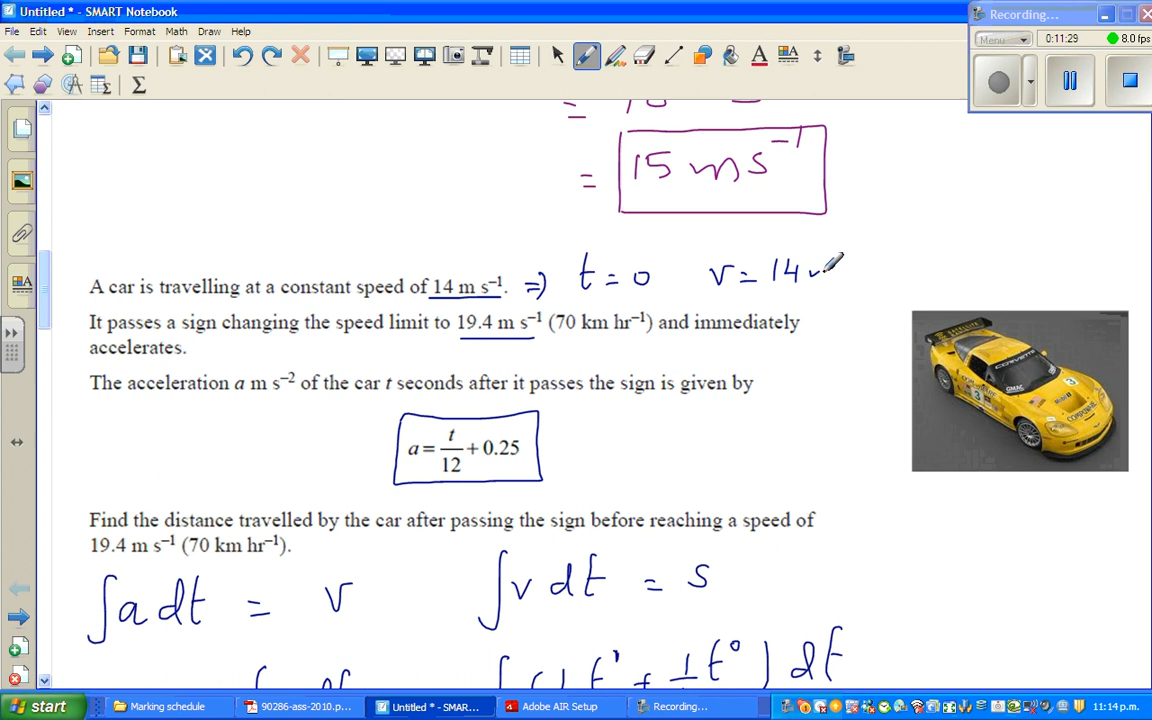 Untitled * - SMART Notebook
File Edit View Insert Format Math Draw Help
Recording...
Menu 0:11:29 8.0 fps
= 15 m s⁻¹
A car is travelling at a constant speed of 14 m s⁻¹. ⇒ t = 0 v = 14
It passes a sign changing the speed limit to 19.4 m s⁻¹ (70 km hr⁻¹) and immediately
accelerates.
The acceleration a m s⁻² of the car t seconds after it passes the sign is given by
a = t/12 + 0.25
Find the distance travelled by the car after passing the sign before reaching a speed of
19.4 m s⁻¹ (70 km hr⁻¹).
∫a dt = v ∫v dt = s
start Marking schedule 90286-ass-2010.p... Untitled * - SMAR... Adobe AIR Setup Recording... 11:14 p.m.